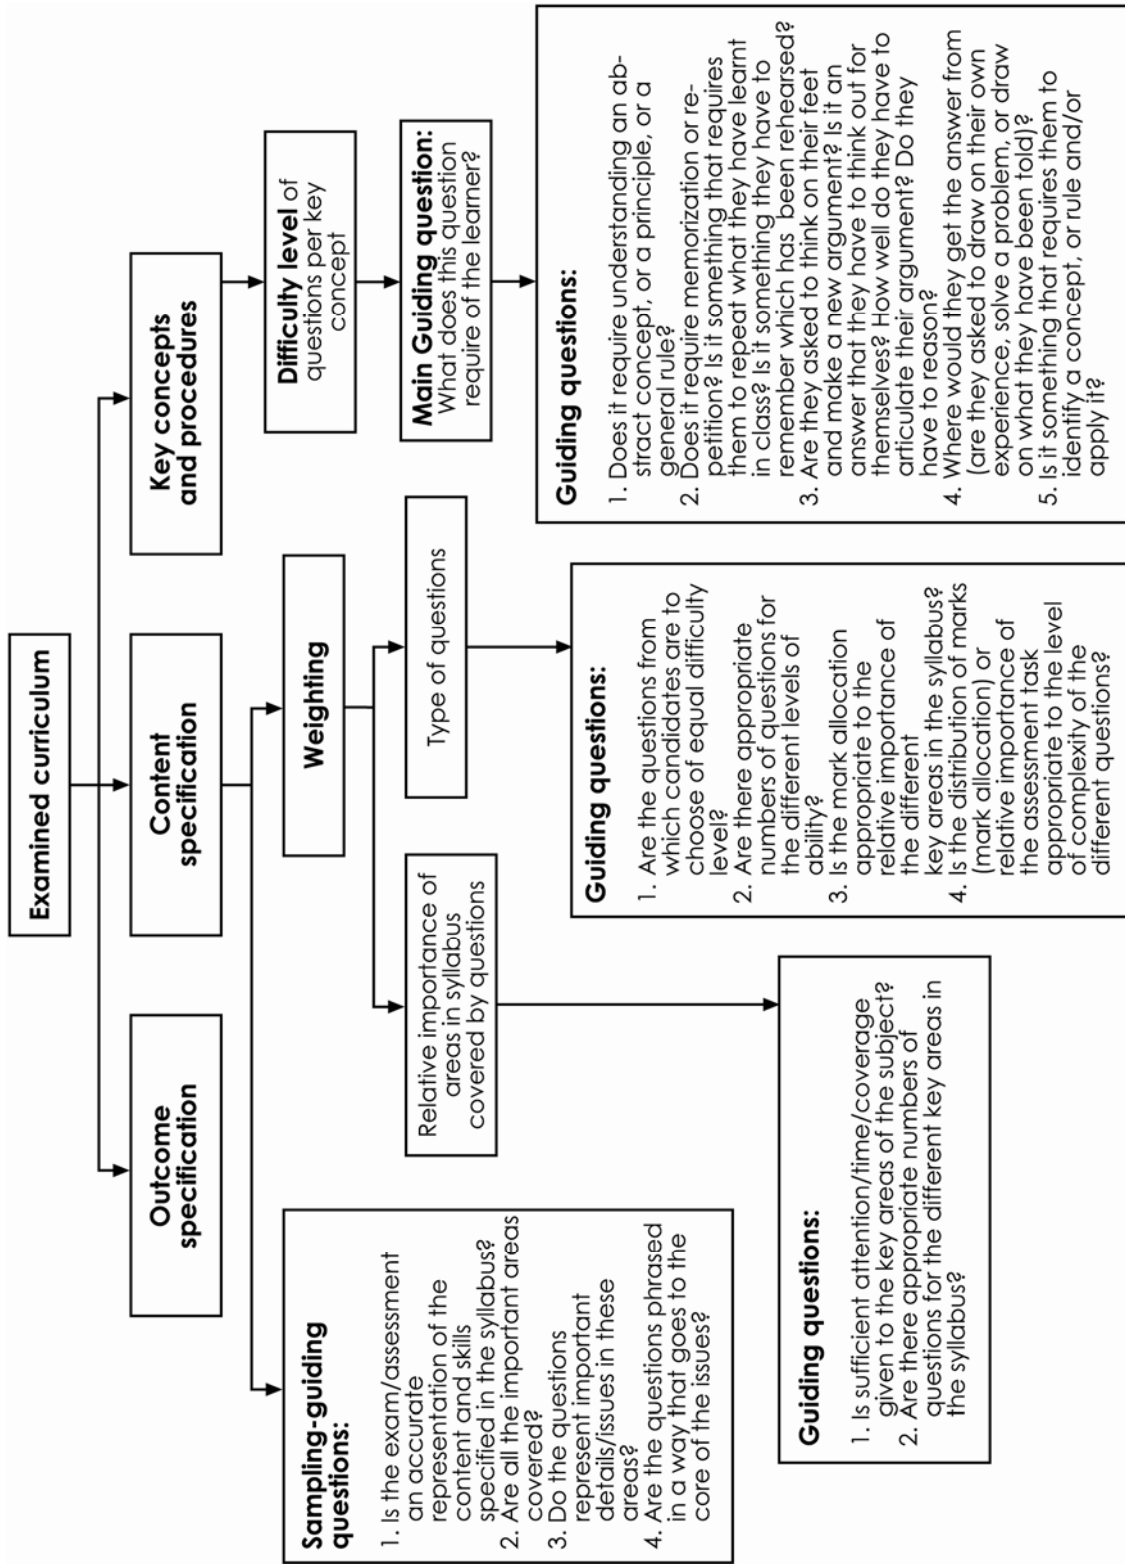 Examined curriculum
Outcome
specification
Content
specification
Key concepts
and procedures
Sampling-guiding
questions:
1. Is the exam/assessment
an accurate
representation of the
content and skills
specified in the syllabus?
2. Are all the important areas
covered?
3. Do the questions
represent important
details/issues in these
areas?
4. Are the questions phrased
in a way that goes to the
core of the issues?
Weighting
Relative importance of
areas in syllabus
covered by questions
Type of questions
Guiding questions:
1. Is sufficient attention/time/coverage
given to the key areas of the subject?
2. Are there appropriate numbers of
questions for the different key areas in
the syllabus?
Guiding questions:
1. Are the questions from
which candidates are to
choose of equal difficulty
level?
2. Are there appropriate
numbers of questions for
the different levels of
ability?
3. Is the mark allocation
appropriate to the
relative importance of
the different
key areas in the syllabus?
4. Is the distribution of marks
(mark allocation) or
relative importance of
the assessment task
appropriate to the level
of complexity of the
different questions?
Difficulty level of
questions per key
concept
Main Guiding question:
What does this question
require of the learner?
Guiding questions:
1. Does it require understanding an ab-
stract concept, or a principle, or a
general rule?
2. Does it require memorization or re-
petition? Is it something that requires
them to repeat what they have learnt
in class? Is it something they have to
remember which has been rehearsed?
3. Are they asked to think on their feet
and make a new argument? Is it an
answer that they have to think out for
themselves? How well do they have to
articulate their argument? Do they
have to reason?
4. Where would they get the answer from
(are they asked to draw on their own
experience, solve a problem, or draw
on what they have been told)?
5. Is it something that requires them to
identify a concept, or rule and/or
apply it?